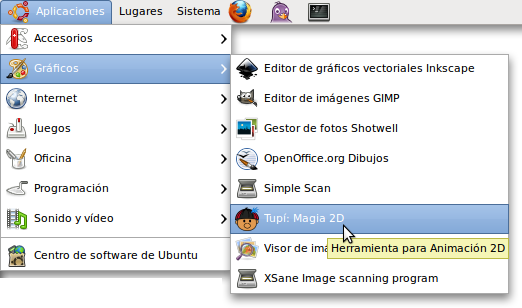 Aplicaciones Lugares Sistema
Accesorios
Gráficos
Internet
Juegos
Oficina
Programación
Sonido y vídeo
Centro de software de Ubuntu
Editor de gráficos vectoriales Inkscape
Editor de imágenes GIMP
Gestor de fotos Shotwell
OpenOffice.org Dibujos
Simple Scan
Tupí: Magia 2D
Visor de
Herramienta para Animación 2D
XSane Image scanning program